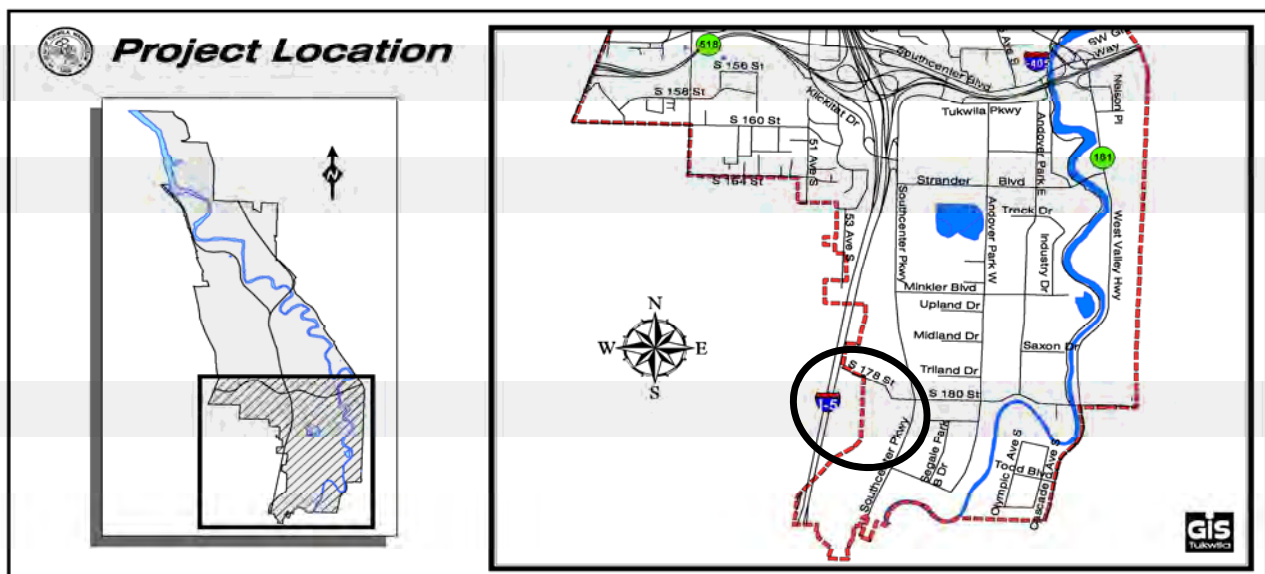 Project Location
N
518
S 156 St
S 158 St
S 160 St
S 164 St
Klickitat Dr
51 Ave S
53 Ave S
Ave S
Southcenter Blvd
I-405
SW Gr
Way
Nelson Pl
Tukwila Pkwy
Andover Park E
181
Strander Blvd
Southcenter Pkwy
Andover Park W
Treck Dr
Industry Dr
West Valley Hwy
Minkler Blvd
Upland Dr
Midland Dr
Saxon Dr
Triland Dr
S 178 St
S 180 St
I-5
N
W E
S
Southcenter Pkwy
Segale Park
B Dr
Olympic Ave S
Todd Blvd
Cascade Ave S
GIS
Tukwila